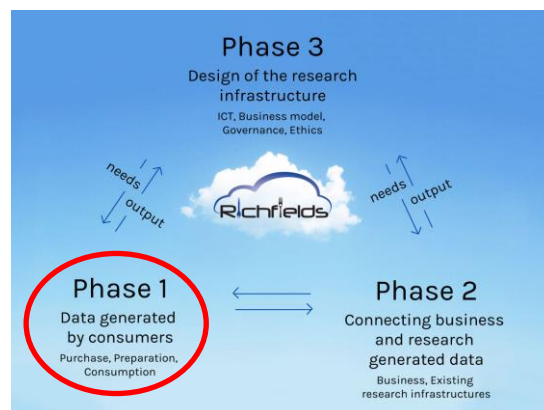 Phase 3
Design of the research
infrastructure
ICT, Business model,
Governance, Ethics
needs
output
needs
output
Richfields
Phase 1
Data generated
by consumers
Purchase, Preparation,
Consumption
Phase 2
Connecting business
and research
generated data
Business, Existing
research infrastructures